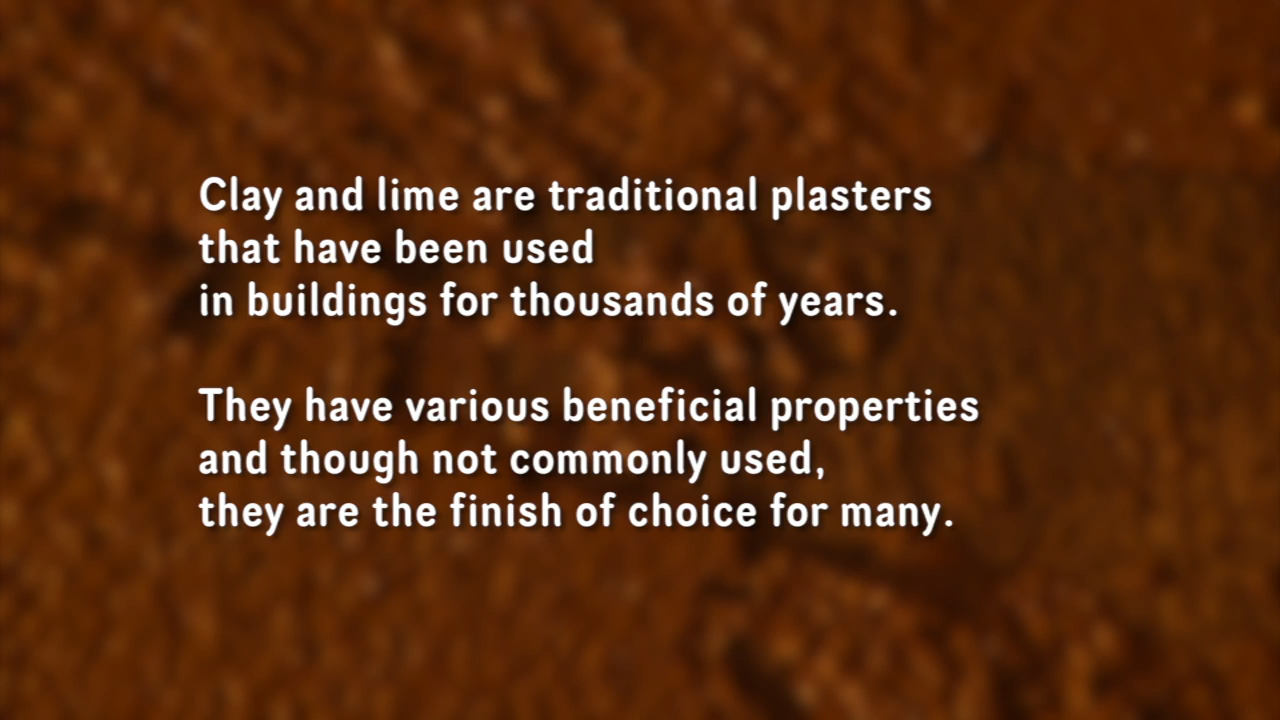 Clay and lime are traditional plasters
that have been used
in buildings for thousands of years.
They have various beneficial properties
and though not commonly used,
they are the finish of choice for many.